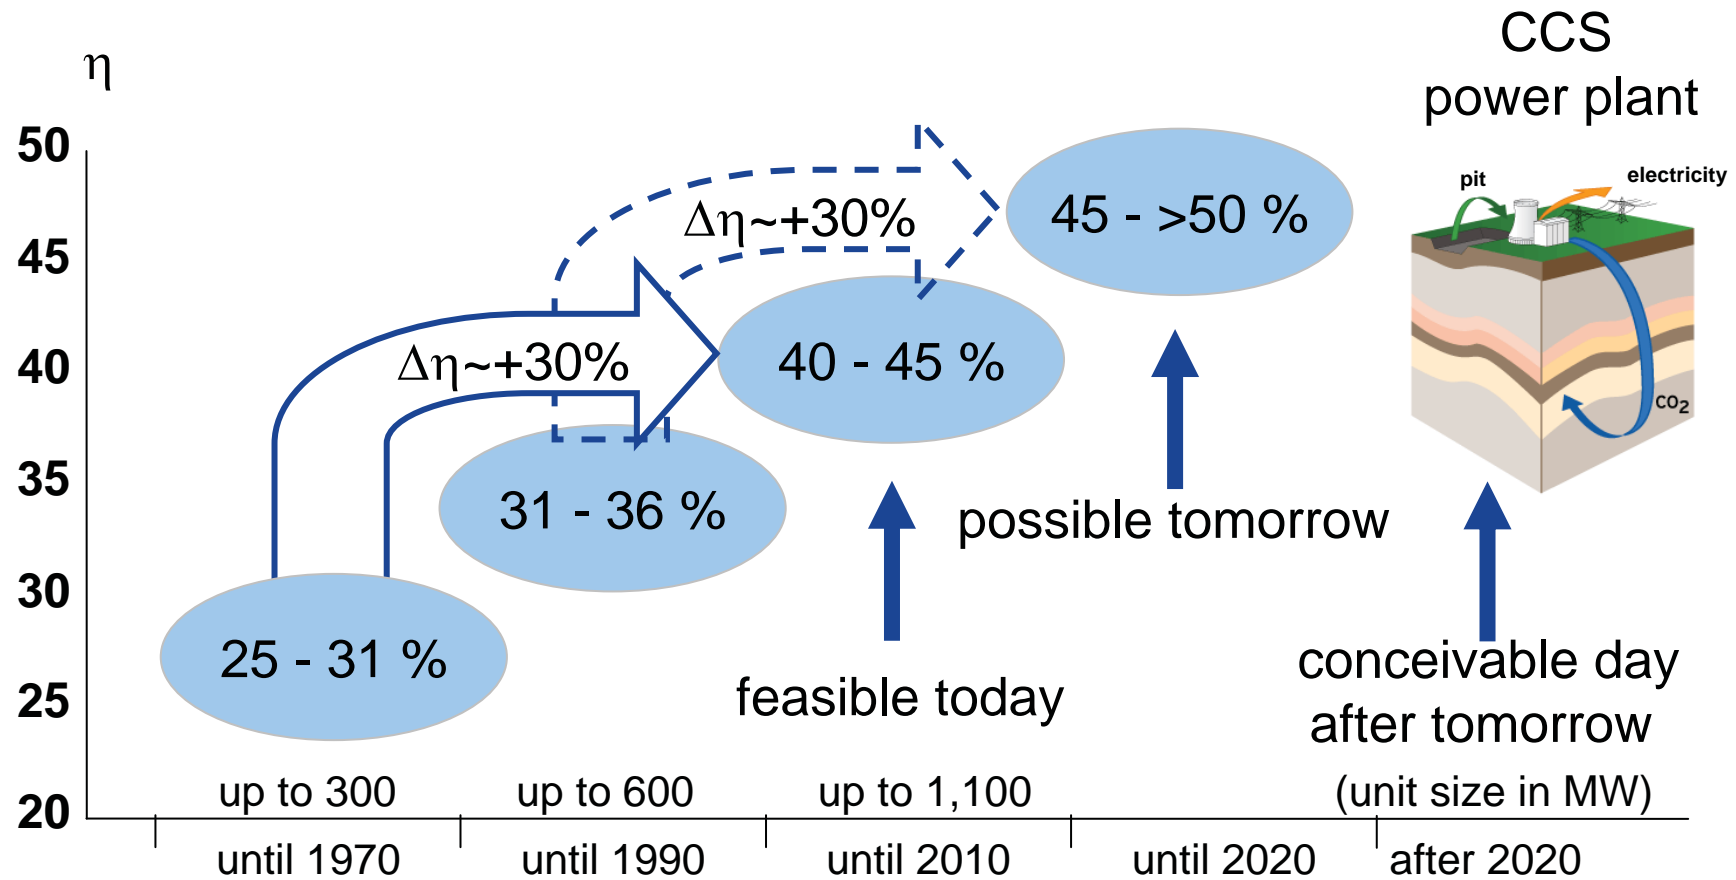 CCS
power plant
η
50
45
40
35
30
25
20
pit
electricity
CO2
Δη~+30%
45 - >50 %
Δη~+30%
40 - 45 %
31 - 36 %
25 - 31 %
possible tomorrow
feasible today
conceivable day
after tomorrow
up to 300
up to 600
up to 1,100
(unit size in MW)
until 1970
until 1990
until 2010
until 2020
after 2020